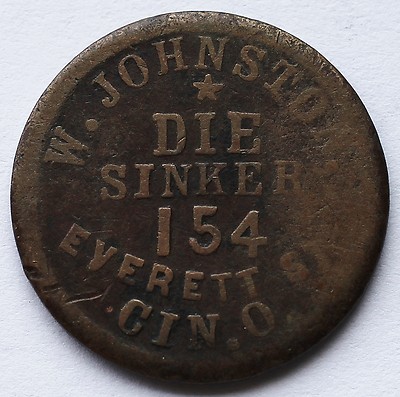 W. JOHNSTON
DIE
SINKER
154
EVERETT ST
CIN. O.